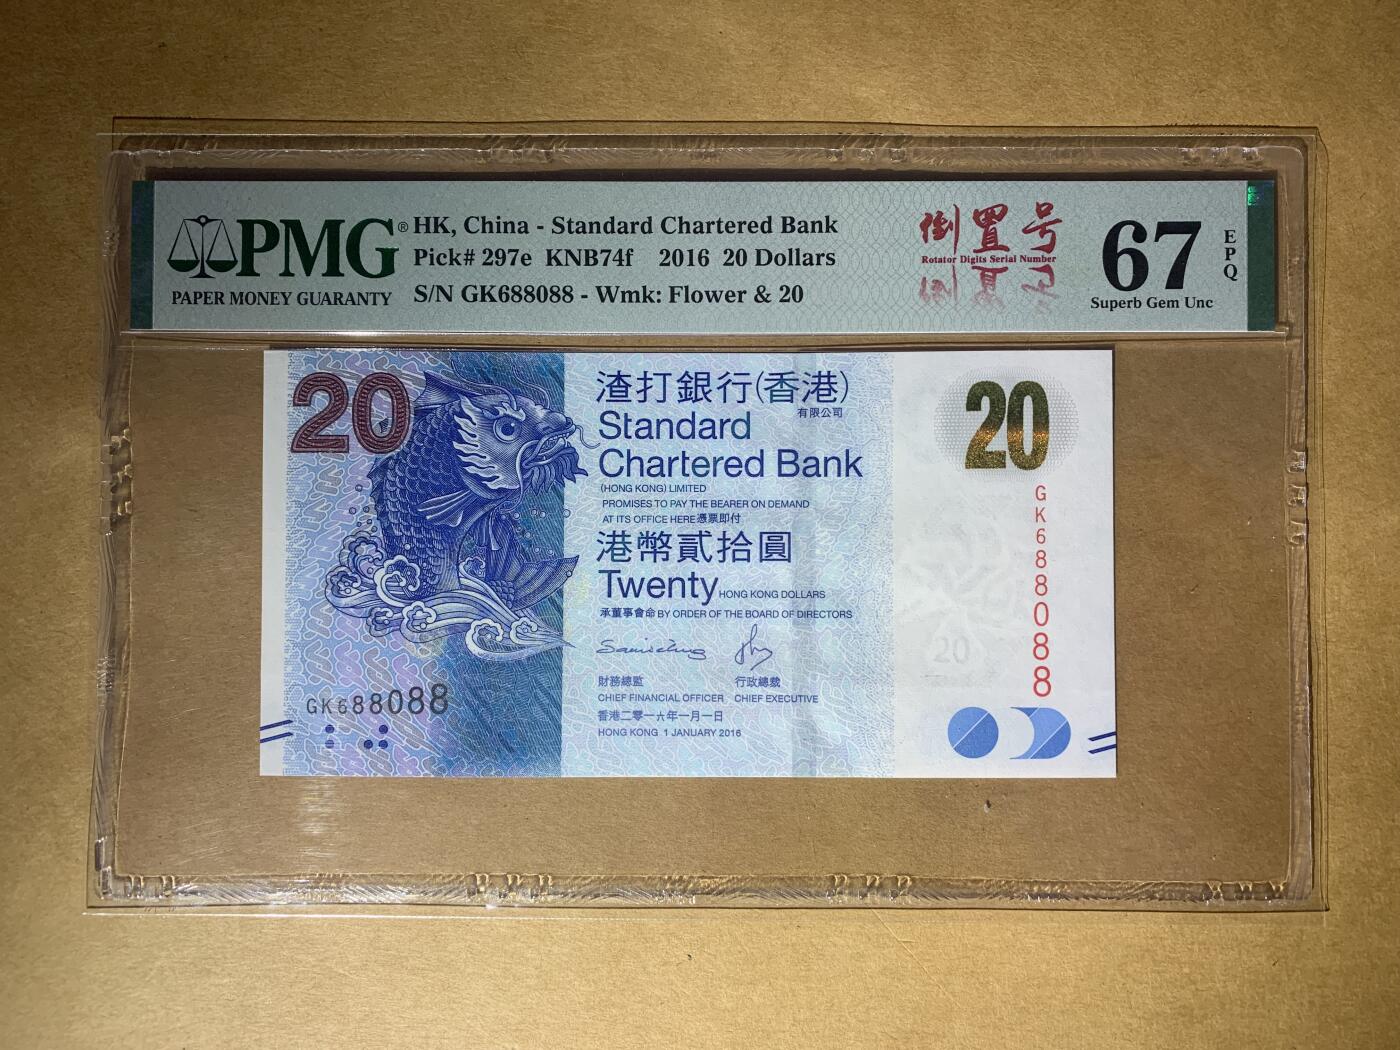 PMG®
PAPER MONEY GUARANTY
HK, China - Standard Chartered Bank
Pick# 297e KNB74f 2016 20 Dollars
S/N GK688088 - Wmk: Flower & 20
倒置号
Rotator Digits Serial Number
67
EPQ
Superb Gem Unc
20
渣打銀行(香港)
有限公司
Standard
Chartered Bank
(HONG KONG) LIMITED
PROMISES TO PAY THE BEARER ON DEMAND
AT ITS OFFICE HERE憑票即付
港幣貳拾圓
Twenty HONG KONG DOLLARS
承董事會命 BY ORDER OF THE BOARD OF DIRECTORS
財務總監 行政總裁
CHIEF FINANCIAL OFFICER CHIEF EXECUTIVE
香港二零一六年一月一日
HONG KONG 1 JANUARY 2016
GK688088
20
GK688088
20